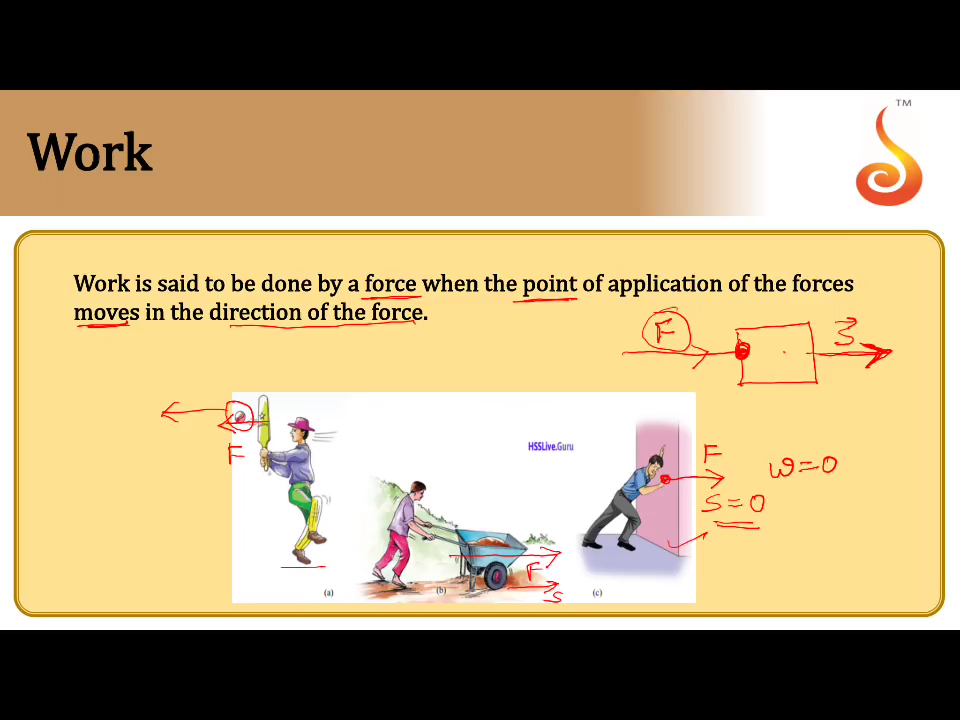 TM
Work
Work is said to be done by a force when the point of application of the forces
moves in the direction of the force.
F
S
F
HSSLive.Guru
F
W=0
S=0
F
S
(a)
(b)
(c)